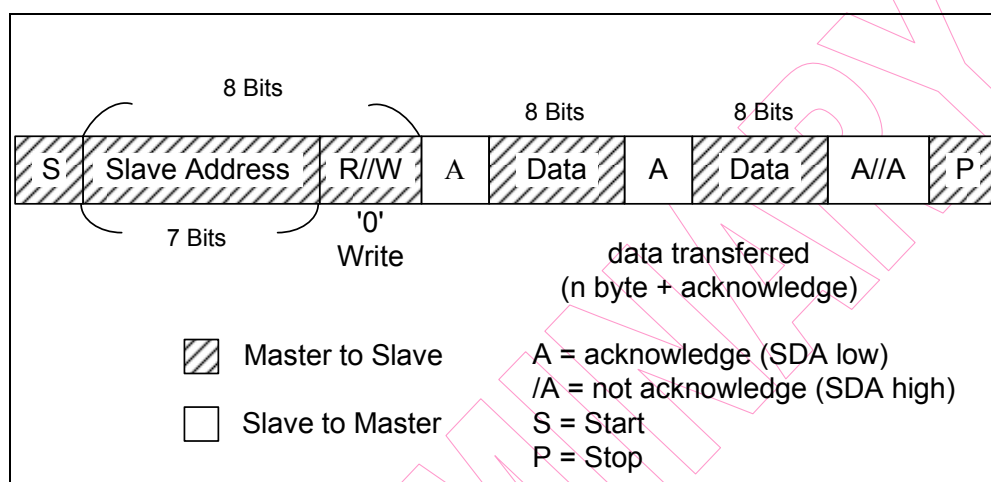 8 Bits
8 Bits
8 Bits
S
Slave Address
R//W
A
Data
A
Data
A//A
P
7 Bits
'0'
Write
data transferred
(n byte + acknowledge)
Master to Slave
Slave to Master
A = acknowledge (SDA low)
/A = not acknowledge (SDA high)
S = Start
P = Stop